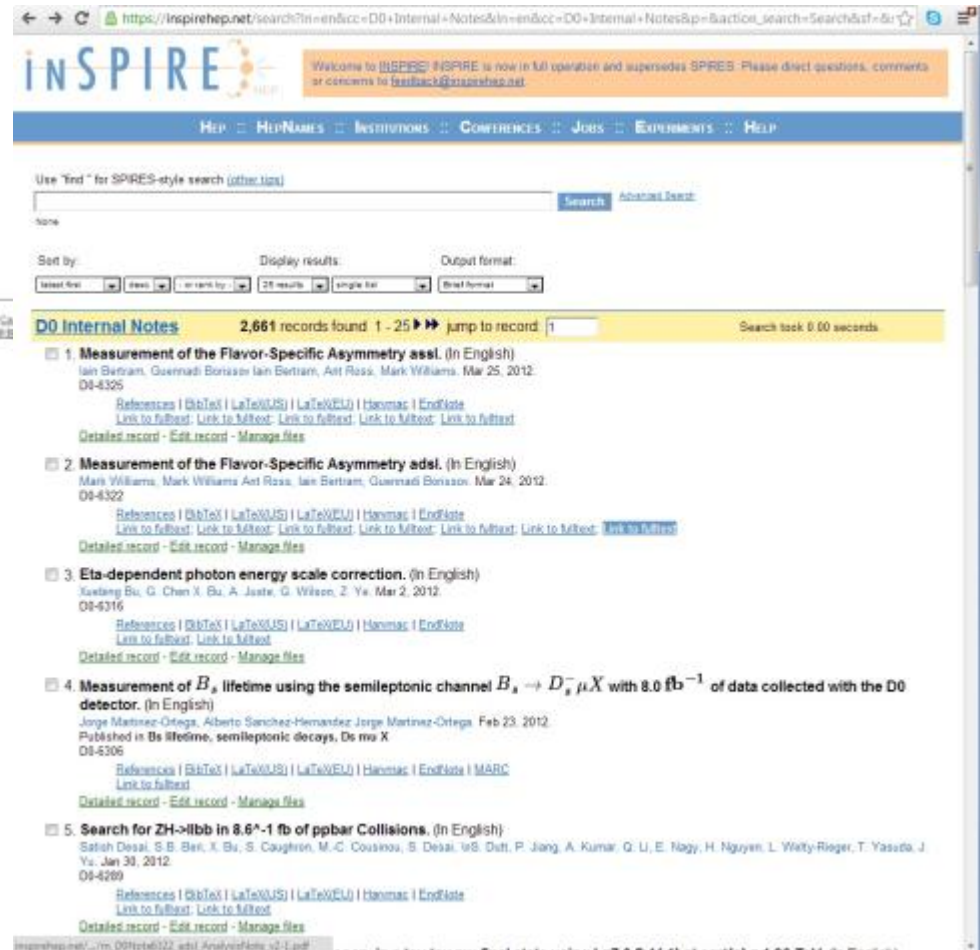 https://inspirehep.net/search?ln=en&cc=D0+Internal+Notes&ln=en&cc=D0+Internal+Notes&p=&action_search=Search&sf=&
iNSPIRE HEP
Welcome to INSPIRE! INSPIRE is now in full operation and supersedes SPIRES. Please direct questions, comments
or concerns to feedback@inspirehep.net
HEP :: HEPNAMES :: INSTITUTIONS :: CONFERENCES :: JOBS :: EXPERIMENTS :: HELP
Use "find " for SPIRES-style search (other tips)
Search Advanced Search
None
Sort by: Display results: Output format:
latest first desc - or rank by - 25 results single list Brief format
D0 Internal Notes 2,661 records found 1 - 25 jump to record: 1 Search took 0.00 seconds.
1. Measurement of the Flavor-Specific Asymmetry assl. (In English)
Iain Bertram, Guennadi Borissov Iain Bertram, Ant Ross, Mark Williams. Mar 25, 2012.
D0-6325
References | BibTeX | LaTeX(US) | LaTeX(EU) | Harvmac | EndNote
Link to fulltext; Link to fulltext; Link to fulltext; Link to fulltext; Link to fulltext
Detailed record - Edit record - Manage files
2. Measurement of the Flavor-Specific Asymmetry adsl. (In English)
Mark Williams, Mark Williams Ant Ross, Iain Bertram, Guennadi Borissov. Mar 24, 2012.
D0-6322
References | BibTeX | LaTeX(US) | LaTeX(EU) | Harvmac | EndNote
Link to fulltext; Link to fulltext; Link to fulltext; Link to fulltext; Link to fulltext; Link to fulltext; Link to fulltext
Detailed record - Edit record - Manage files
3. Eta-dependent photon energy scale correction. (In English)
Xuebing Bu, G. Chen X. Bu, A. Juste, G. Wilson, Z. Ye. Mar 2, 2012.
D0-6316
References | BibTeX | LaTeX(US) | LaTeX(EU) | Harvmac | EndNote
Link to fulltext; Link to fulltext
Detailed record - Edit record - Manage files
4. Measurement of B_s lifetime using the semileptonic channel B_s → D_s^- μX with 8.0 fb^−1 of data collected with the D0
detector. (In English)
Jorge Martinez-Ortega, Alberto Sanchez-Hernandez Jorge Martinez-Ortega. Feb 23, 2012.
Published in Bs lifetime, semileptonic decays, Ds mu X
D0-6306
References | BibTeX | LaTeX(US) | LaTeX(EU) | Harvmac | EndNote | MARC
Link to fulltext
Detailed record - Edit record - Manage files
5. Search for ZH->llbb in 8.6^-1 fb of ppbar Collisions. (In English)
Satish Desai, S.B. Beri, X. Bu, S. Caughron, M.-C. Cousinou, S. Desai, Dutt, P. Jiang, A. Kumar, Q. Li, E. Nagy, H. Nguyen, L. Welty-Rieger, T. Yasuda, J.
Yu. Jan 30, 2012.
D0-6289
References | BibTeX | LaTeX(US) | LaTeX(EU) | Harvmac | EndNote
Link to fulltext; Link to fulltext
Detailed record - Edit record - Manage files